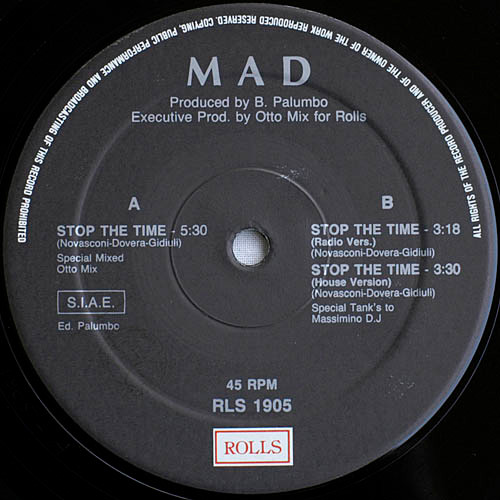 ALL RIGHTS OF THE RECORD PRODUCER AND OF THE OWNER OF THE WORK REPRODUCED RESERVED, COPYING, PUBLIC PERFORMANCE AND BROADCASTING OF THIS RECORD PROHIBITED
MAD
Produced by B. Palumbo
Executive Prod. by Otto Mix for Rolls
A
STOP THE TIME - 5:30
(Novasconi-Dovera-Gidiuli)
Special Mixed
Otto Mix
S.I.A.E.
Ed. Palumbo
B
STOP THE TIME - 3:18
(Radio Vers.)
(Novasconi-Dovera-Gidiuli)
STOP THE TIME - 3:30
(House Version)
(Novasconi-Dovera-Gidiuli)
Special Tank's to
Massimino D.J
45 RPM
RLS 1905
ROLLS